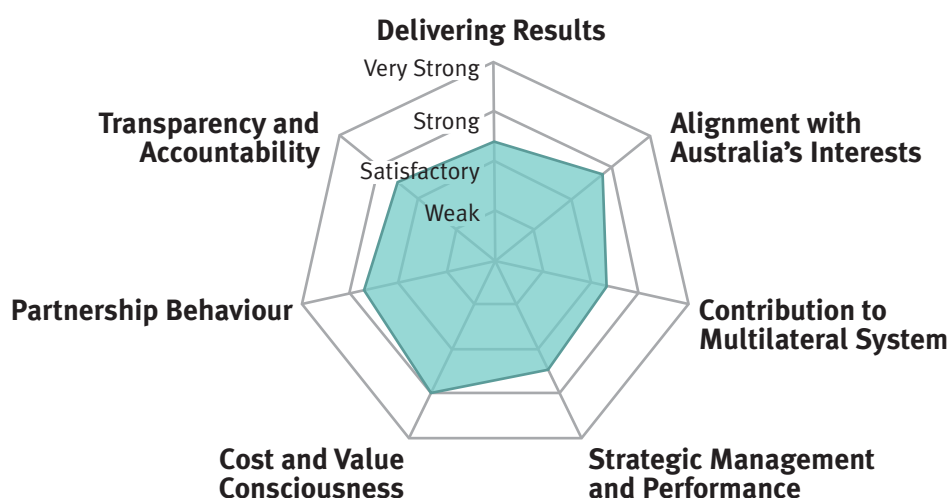 Delivering Results
Very Strong
Strong
Satisfactory
Weak
Transparency and
Accountability
Alignment with
Australia’s Interests
Partnership Behaviour
Contribution to
Multilateral System
Cost and Value
Consciousness
Strategic Management
and Performance